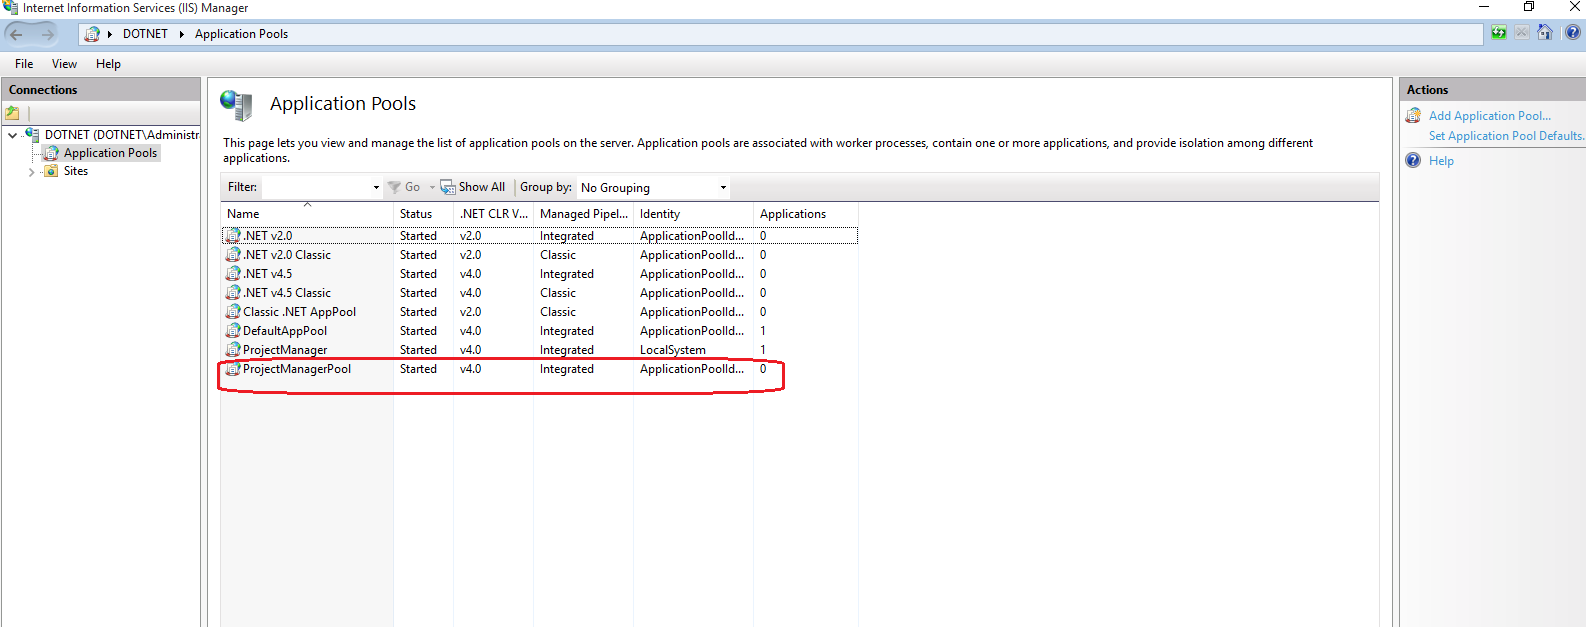 Internet Information Services (IIS) Manager
DOTNET Application Pools
File View Help
Connections
DOTNET (DOTNET\Administr
Application Pools
Sites
Application Pools
This page lets you view and manage the list of application pools on the server. Application pools are associated with worker processes, contain one or more applications, and provide isolation among different
applications.
Filter: Go Show All Group by: No Grouping
Name Status .NET CLR V... Managed Pipel... Identity Applications
.NET v2.0 Started v2.0 Integrated ApplicationPoolId... 0
.NET v2.0 Classic Started v2.0 Classic ApplicationPoolId... 0
.NET v4.5 Started v4.0 Integrated ApplicationPoolId... 0
.NET v4.5 Classic Started v4.0 Classic ApplicationPoolId... 0
Classic .NET AppPool Started v2.0 Classic ApplicationPoolId... 0
DefaultAppPool Started v4.0 Integrated ApplicationPoolId... 1
ProjectManager Started v4.0 Integrated LocalSystem 1
ProjectManagerPool Started v4.0 Integrated ApplicationPoolId... 0
Actions
Add Application Pool...
Set Application Pool Defaults.
Help